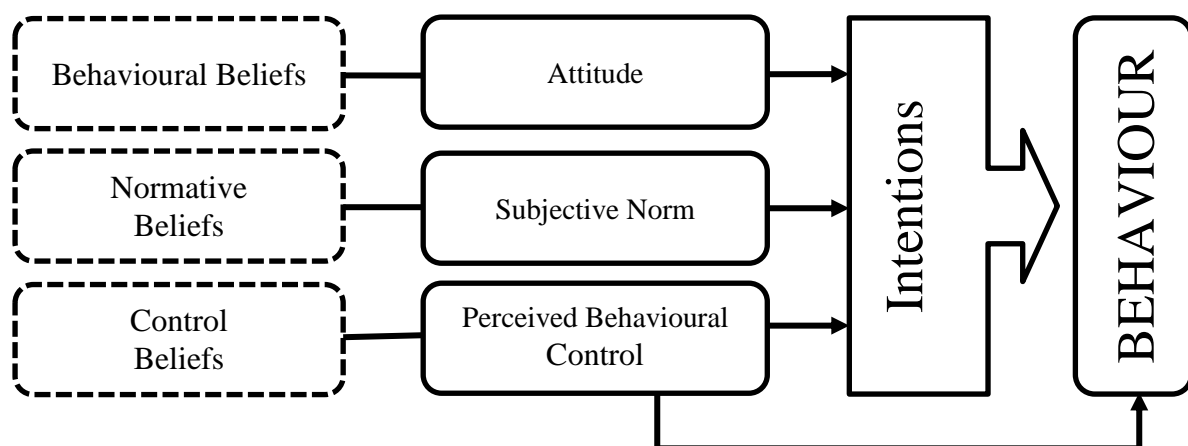 Behavioural Beliefs
Attitude
Normative
Beliefs
Subjective Norm
Control
Beliefs
Perceived Behavioural
Control
Intentions
BEHAVIOUR